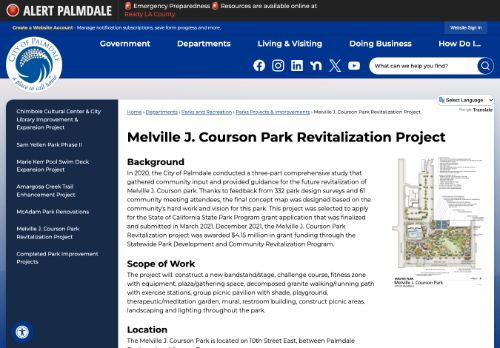 ALERT PALMDALE
🚨 Emergency Preparedness 🚨 Resources are available online at
Ready LA County.
Create a Website Account - Manage notification subscriptions, save form progress and more.
Website Sign In
CITY OF PALMDALE
a place to call home
Government
Departments
Living & Visiting
Doing Business
How Do I...
What can we help you find?
Select Language
Google Translate
Chimbole Cultural Center & City
Library Improvement &
Expansion Project
Sam Yellen Park Phase II
Marie Kerr Pool Swim Deck
Expansion Project
Amargosa Creek Trail
Enhancement Project
McAdam Park Renovations
Melville J. Courson Park
Revitalization Project
Completed Park Improvement
Projects
Home › Departments › Parks and Recreation › Parks Projects & Improvements › Melville J. Courson Park Revitalization Project
Melville J. Courson Park Revitalization Project
Background
In 2020, the City of Palmdale conducted a three-part comprehensive study that
gathered community input and provided guidance for the future revitalization of
Melville J. Courson park. Thanks to feedback from 332 park design surveys and 61
community meeting attendees, the final concept map was designed based on the
community's hard work and vision for this park. This project was selected to apply
for the State of California State Park Program grant application that was finalized
and submitted in March 2021. December 2021, the Melville J. Courson Park
Revitalization project was awarded $4.15 million in grant funding through the
Statewide Park Development and Community Revitalization Program.
Melville J. Courson Park
Scope of Work
The project will construct a new bandstand/stage, challenge course, fitness zone
with equipment, plaza/gathering space, decomposed granite walking/running path
with exercise stations, group picnic pavilion with shade, playground,
therapeutic/meditation garden, mural, restroom building, construct picnic areas,
landscaping and lighting throughout the park.
Location
The Melville J. Courson Park is located on 10th Street East, between Palmdale